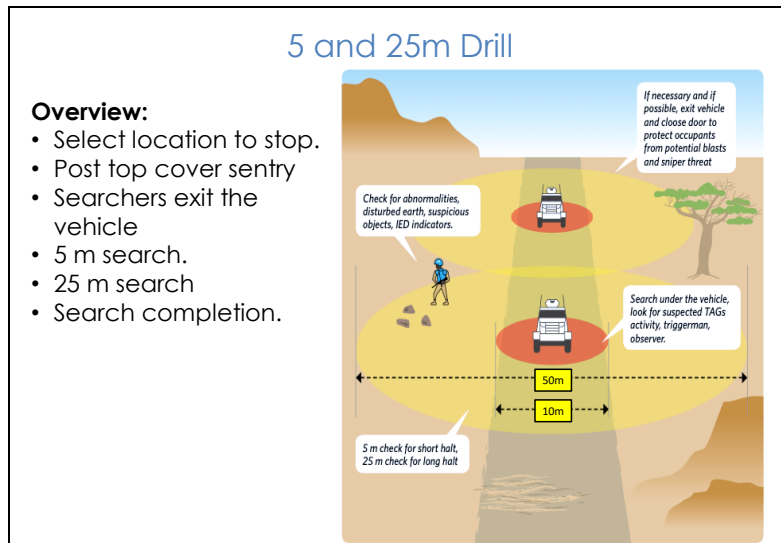 5 and 25m Drill
Overview:
• Select location to stop.
• Post top cover sentry
• Searchers exit the
vehicle
• 5 m search.
• 25 m search
• Search completion.
If necessary and if
possible, exit vehicle
and cloose door to
protect occupants
from potential blasts
and sniper threat
Check for abnormalities,
disturbed earth, suspicious
objects, IED indicators.
Search under the vehicle,
look for suspected TAGs
activity, triggerman,
observer.
50m
10m
5 m check for short halt,
25 m check for long halt